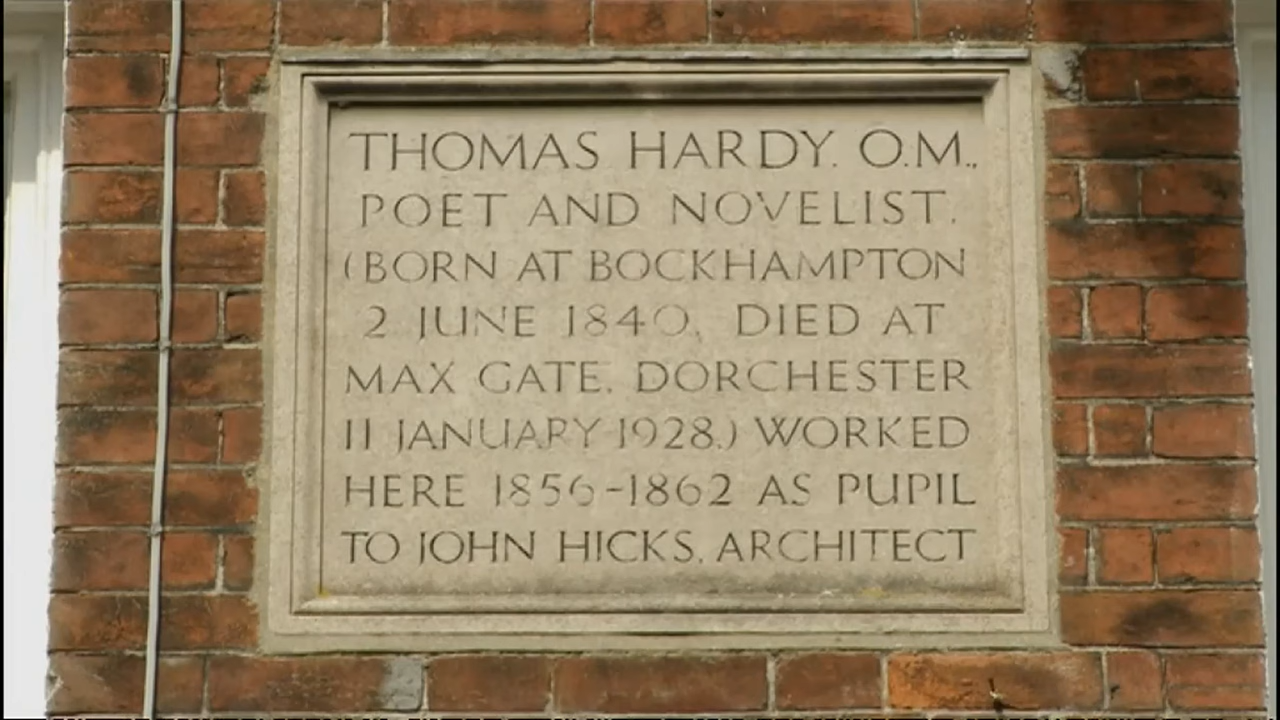 THOMAS HARDY. O.M.,
POET AND NOVELIST.
(BORN AT BOCKHAMPTON
2 JUNE 1840. DIED AT
MAX GATE, DORCHESTER
11 JANUARY 1928.) WORKED
HERE 1856-1862 AS PUPIL
TO JOHN HICKS, ARCHITECT